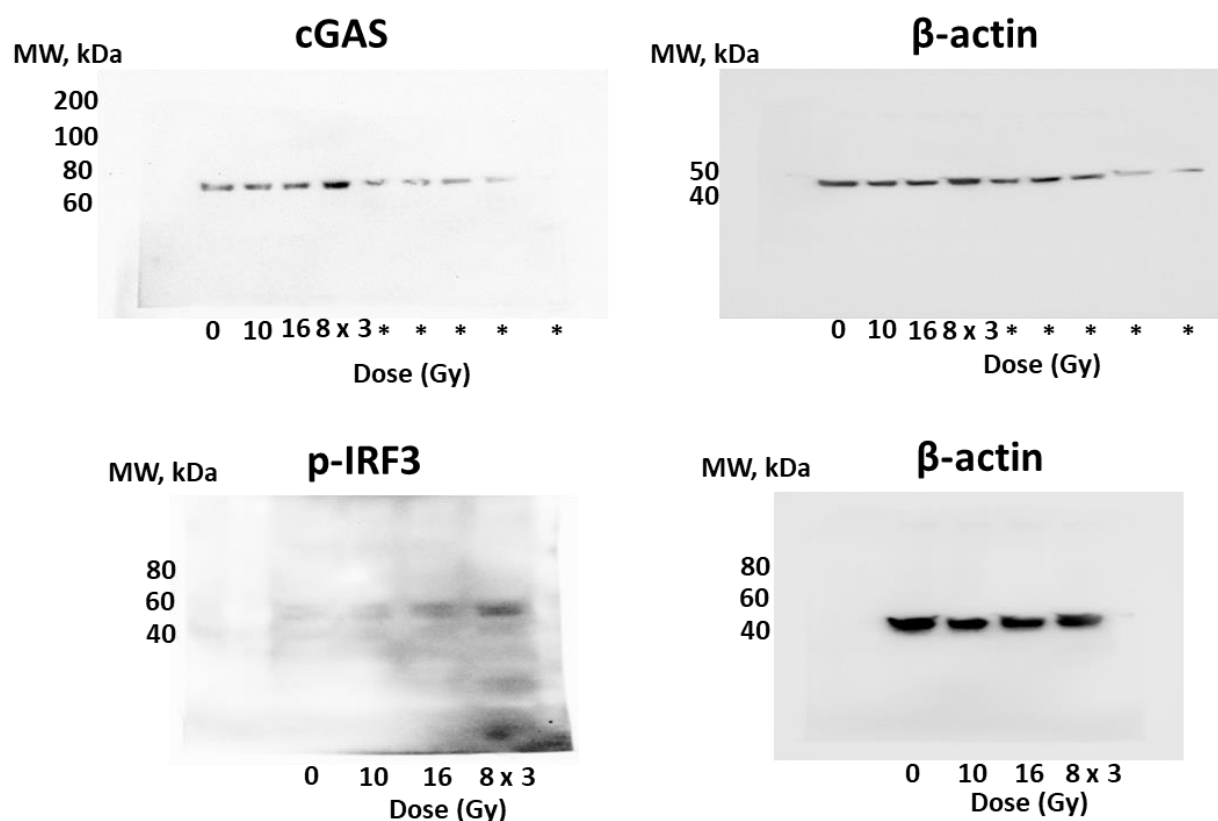 cGAS
MW, kDa
200
100
80
60
0 10 16 8 x 3 * * * * *
Dose (Gy)
β-actin
MW, kDa
50
40
0 10 16 8 x 3 * * * * *
Dose (Gy)
p-IRF3
MW, kDa
80
60
40
0 10 16 8 x 3
Dose (Gy)
β-actin
MW, kDa
80
60
40
0 10 16 8 x 3
Dose (Gy)